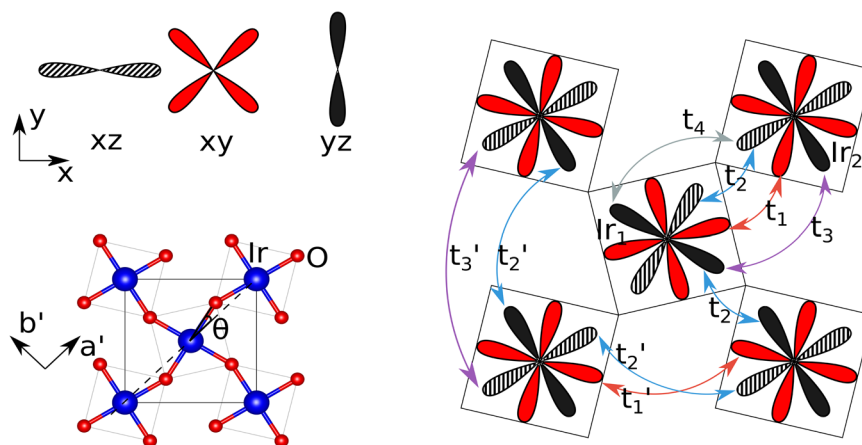 y
x
xz
xy
yz
Ir
O
θ
b'
a'
t₄
Ir₂
t₂
t₁
Ir₁
t₃
t₃'
t₂'
t₂
t₂'
t₁'